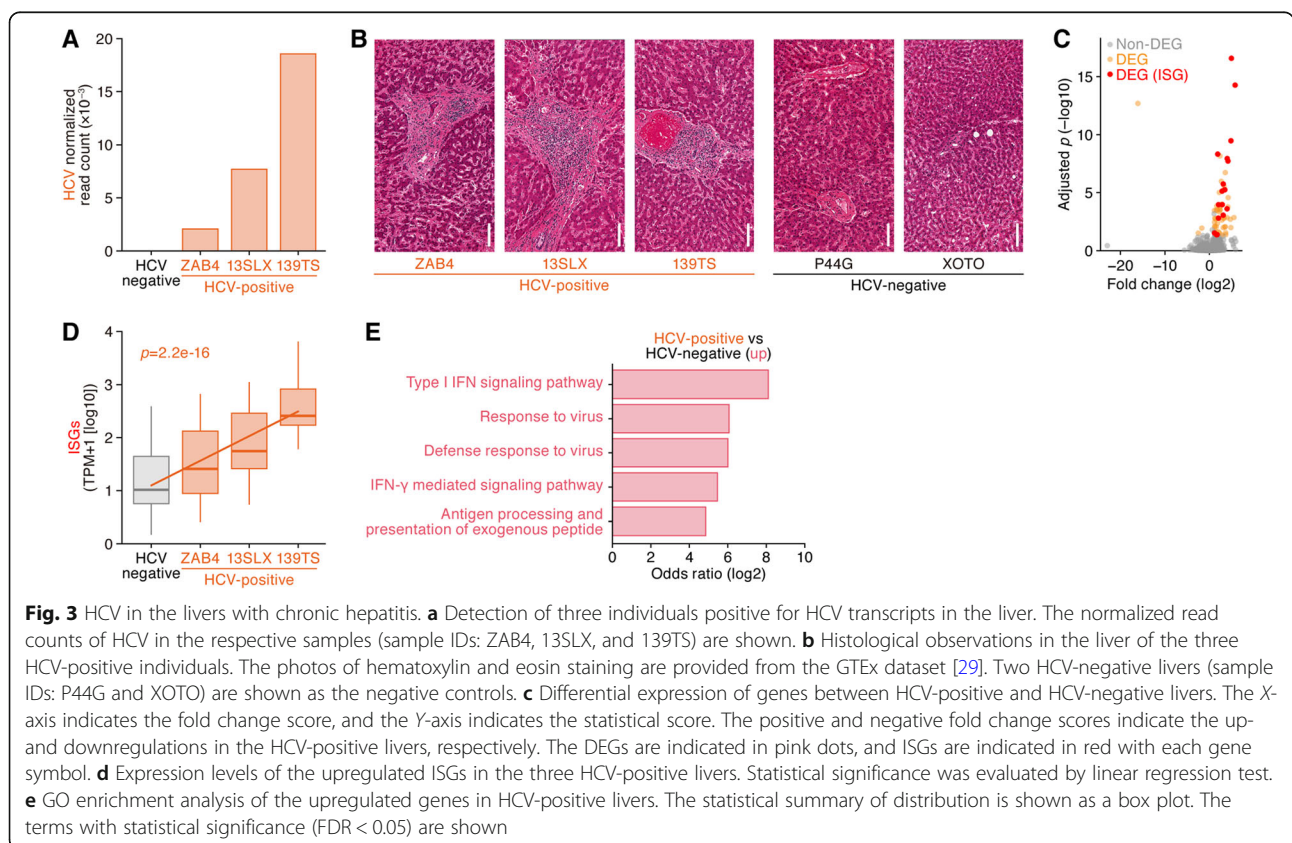 A
20
15
10
5
0
HCV normalized
read count (×10⁻³)
HCV
negative
ZAB4
13SLX
139TS
HCV-positive
B
ZAB4
13SLX
139TS
HCV-positive
P44G
XOTO
HCV-negative
C
Non-DEG
DEG
DEG (ISG)
15
10
5
0
Adjusted p (−log10)
−20
−10
0
Fold change (log2)
D
p=2.2e-16
4
3
2
1
0
ISGs
(TPM+1 [log10])
HCV
negative
ZAB4
13SLX
139TS
HCV-positive
E
HCV-positive vs
HCV-negative (up)
Type I IFN signaling pathway
Response to virus
Defense response to virus
IFN-γ mediated signaling pathway
Antigen processing and
presentation of exogenous peptide
0 2 4 6 8 10
Odds ratio (log2)
Fig. 3 HCV in the livers with chronic hepatitis. a Detection of three individuals positive for HCV transcripts in the liver. The normalized read
counts of HCV in the respective samples (sample IDs: ZAB4, 13SLX, and 139TS) are shown. b Histological observations in the liver of the three
HCV-positive individuals. The photos of hematoxylin and eosin staining are provided from the GTEx dataset [29]. Two HCV-negative livers (sample
IDs: P44G and XOTO) are shown as the negative controls. c Differential expression of genes between HCV-positive and HCV-negative livers. The X-
axis indicates the fold change score, and the Y-axis indicates the statistical score. The positive and negative fold change scores indicate the up-
and downregulations in the HCV-positive livers, respectively. The DEGs are indicated in pink dots, and ISGs are indicated in red with each gene
symbol. d Expression levels of the upregulated ISGs in the three HCV-positive livers. Statistical significance was evaluated by linear regression test.
e GO enrichment analysis of the upregulated genes in HCV-positive livers. The statistical summary of distribution is shown as a box plot. The
terms with statistical significance (FDR < 0.05) are shown